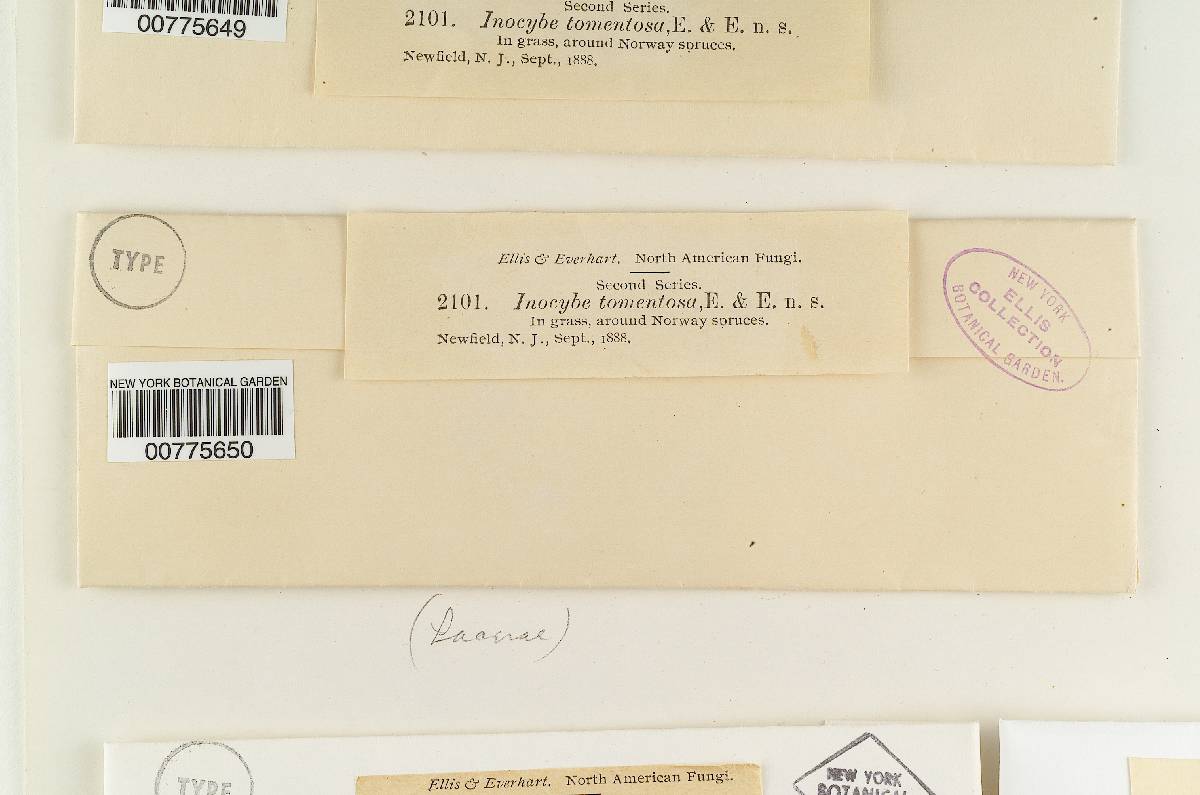 00775649
Second Series.
2101. Inocybe tomentosa, E. & E. n. s.
In grass, around Norway spruces.
Newfield, N. J., Sept., 1888.
TYPE
Ellis & Everhart. North American Fungi.
Second Series.
2101. Inocybe tomentosa, E. & E. n. s.
In grass, around Norway spruces.
Newfield, N. J., Sept., 1888.
NEW YORK
ELLIS
COLLECTION
BOTANICAL GARDEN.
NEW YORK BOTANICAL GARDEN
00775650
TYPE
Ellis & Everhart. North American Fungi.
NEW YORK
BOTANICAL